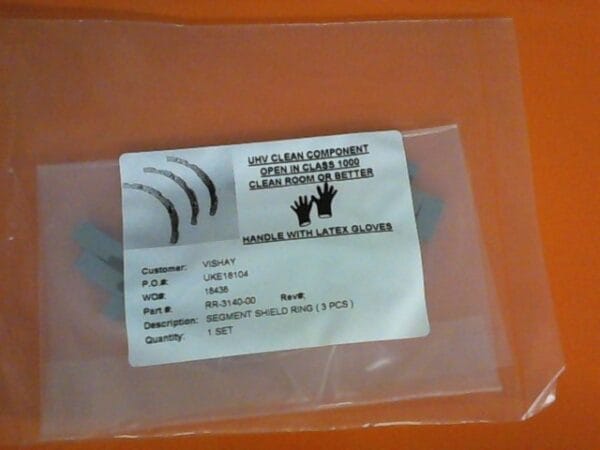 UHV CLEAN COMPONENT
OPEN IN CLASS 1000
CLEAN ROOM OR BETTER
HANDLE WITH LATEX GLOVES
Customer: VISHAY
P.O.#: UKE18104
WO#: 18436
Part #: RR-3140-00 Rev#:
Description: SEGMENT SHIELD RING ( 3 PCS )
Quantity: 1 SET